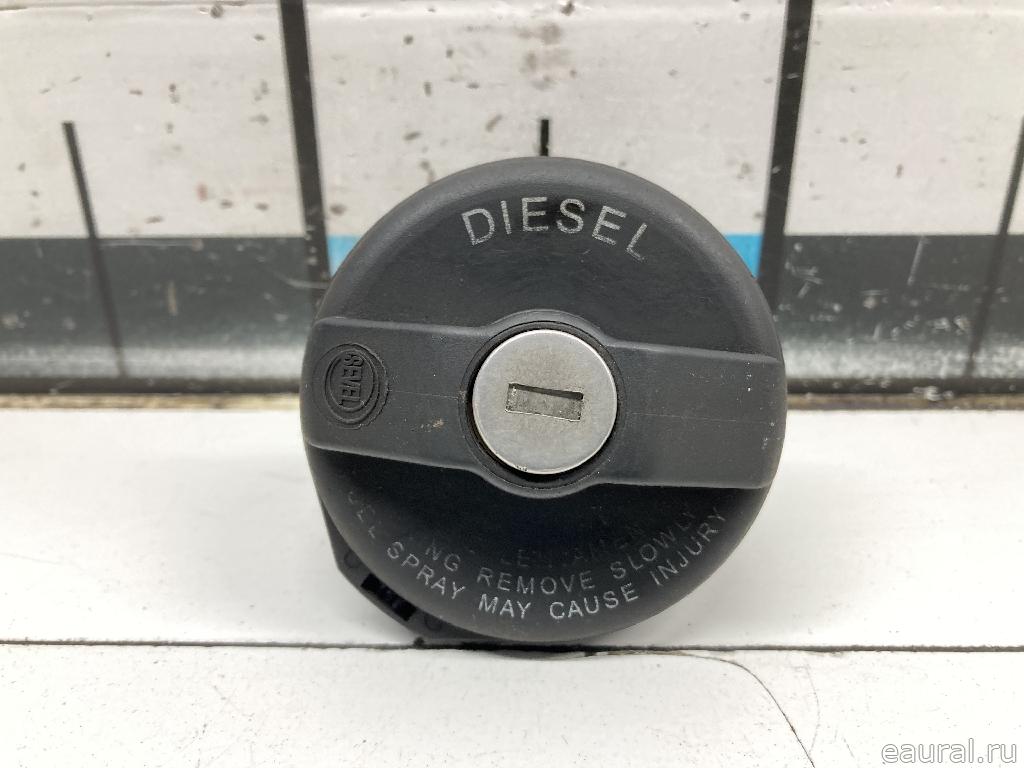 DIESEL
SEVEL
REMOVE SLOWLY
SPRAY MAY CAUSE INJURY
eaural.ru